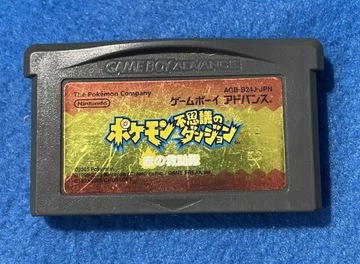 GAME BOY ADVANCE
The Pokémon Company
Nintendo
AGB-B24J-JPN
ゲームボーイ アドバンス®
ポケモン不思議の
ダンジョン
赤の救助隊